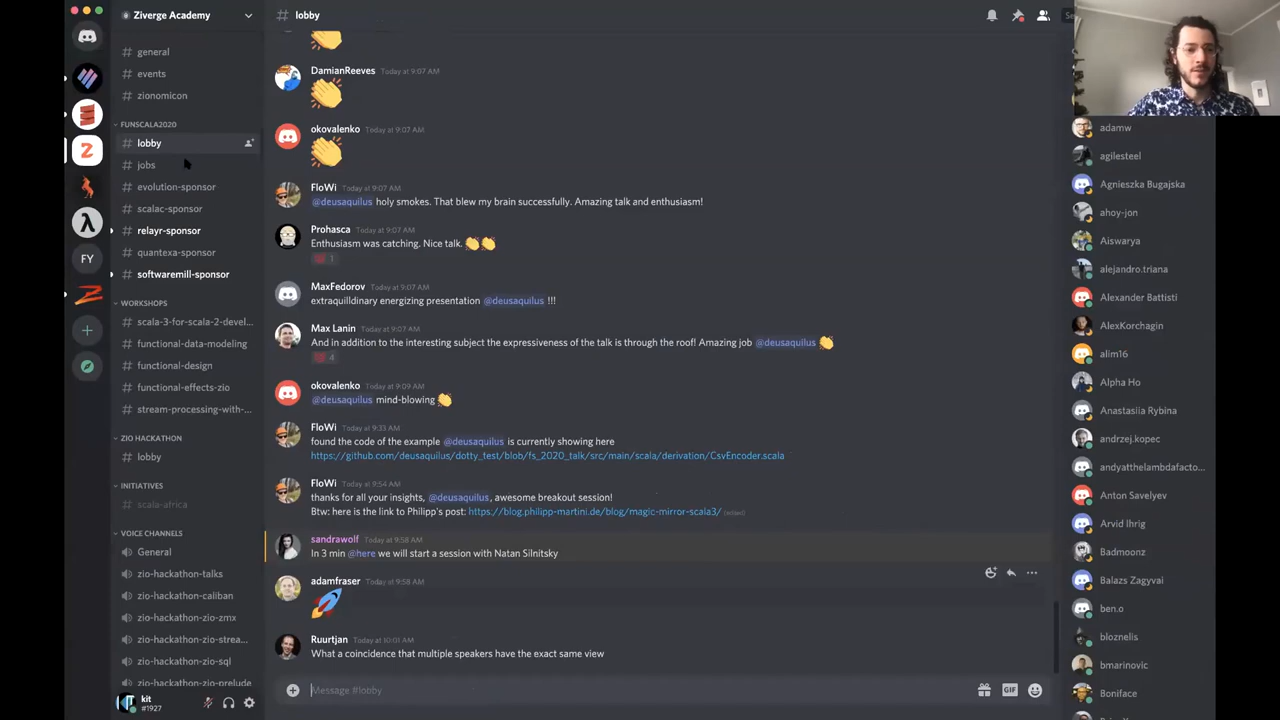 Ziverge Academy
general
events
zionomicon
FUNSCALA2020
lobby
jobs
evolution-sponsor
scalac-sponsor
relayr-sponsor
quantexa-sponsor
softwaremill-sponsor
WORKSHOPS
scala-3-for-scala-2-devel...
functional-data-modeling
functional-design
functional-effects-zio
stream-processing-with-...
ZIO HACKATHON
lobby
INITIATIVES
scala-africa
VOICE CHANNELS
General
zio-hackathon-talks
zio-hackathon-caliban
zio-hackathon-zio-zmx
zio-hackathon-zio-strea...
zio-hackathon-zio-sql
zio-hackathon-zio-prelude
kit
#1927
FY
lobby
DamianReeves Today at 9:07 AM
okovalenko Today at 9:07 AM
FloWi Today at 9:07 AM
@deusaquilus holy smokes. That blew my brain successfully. Amazing talk and enthusiasm!
Prohasca Today at 9:07 AM
Enthusiasm was catching. Nice talk.
1
MaxFedorov Today at 9:07 AM
extraquilldinary energizing presentation @deusaquilus !!!
Max Lanin Today at 9:07 AM
And in addition to the interesting subject the expressiveness of the talk is through the roof! Amazing job @deusaquilus
4
okovalenko Today at 9:09 AM
@deusaquilus mind-blowing
FloWi Today at 9:33 AM
found the code of the example @deusaquilus is currently showing here
https://github.com/deusaquilus/dotty_test/blob/fs_2020_talk/src/main/scala/derivation/CsvEncoder.scala
FloWi Today at 9:54 AM
thanks for all your insights, @deusaquilus, awesome breakout session!
Btw: here is the link to Philipp's post: https://blog.philipp-martini.de/blog/magic-mirror-scala3/ (edited)
sandrawolf Today at 9:58 AM
In 3 min @here we will start a session with Natan Silnitsky
adamfraser Today at 9:58 AM
Ruurtjan Today at 10:01 AM
What a coincidence that multiple speakers have the exact same view
Message #lobby
GIF
adamw
agilesteel
Agnieszka Bugajska
ahoy-jon
Aiswarya
alejandro.triana
Alexander Battisti
AlexKorchagin
alim16
Alpha Ho
Anastasiia Rybina
andrzej.kopec
andyatthelambdafacto...
Anton Savelyev
Arvid Ihrig
Badmoonz
Balazs Zagyvai
ben.o
bloznelis
bmarinovic
Boniface